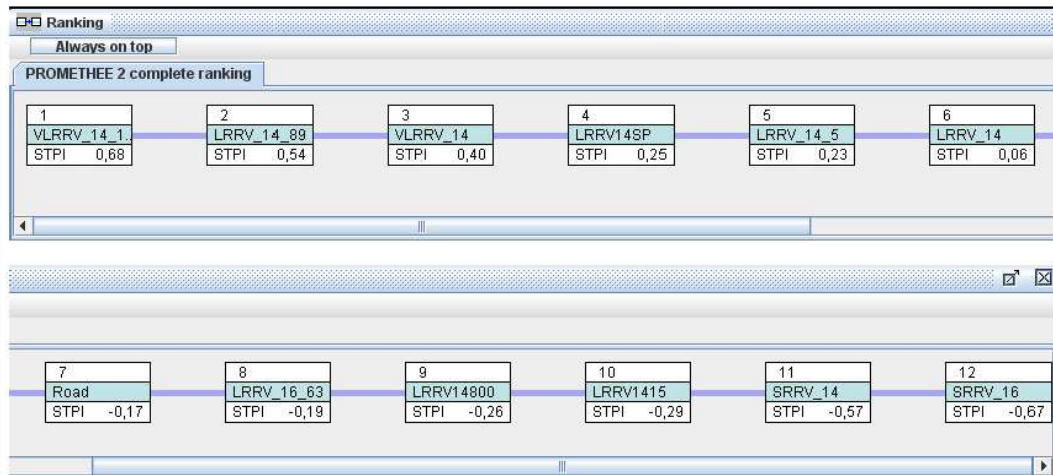 Ranking
Always on top
PROMETHEE 2 complete ranking
1 2 3 4 5 6
VLRRV_14_1.. LRRV_14_89 VLRRV_14 LRRV14SP LRRV_14_5 LRRV_14
STPI 0,68 STPI 0,54 STPI 0,40 STPI 0,25 STPI 0,23 STPI 0,06
7 8 9 10 11 12
Road LRRV_16_63 LRRV14800 LRRV1415 SRRV_14 SRRV_16
STPI -0,17 STPI -0,19 STPI -0,26 STPI -0,29 STPI -0,57 STPI -0,67